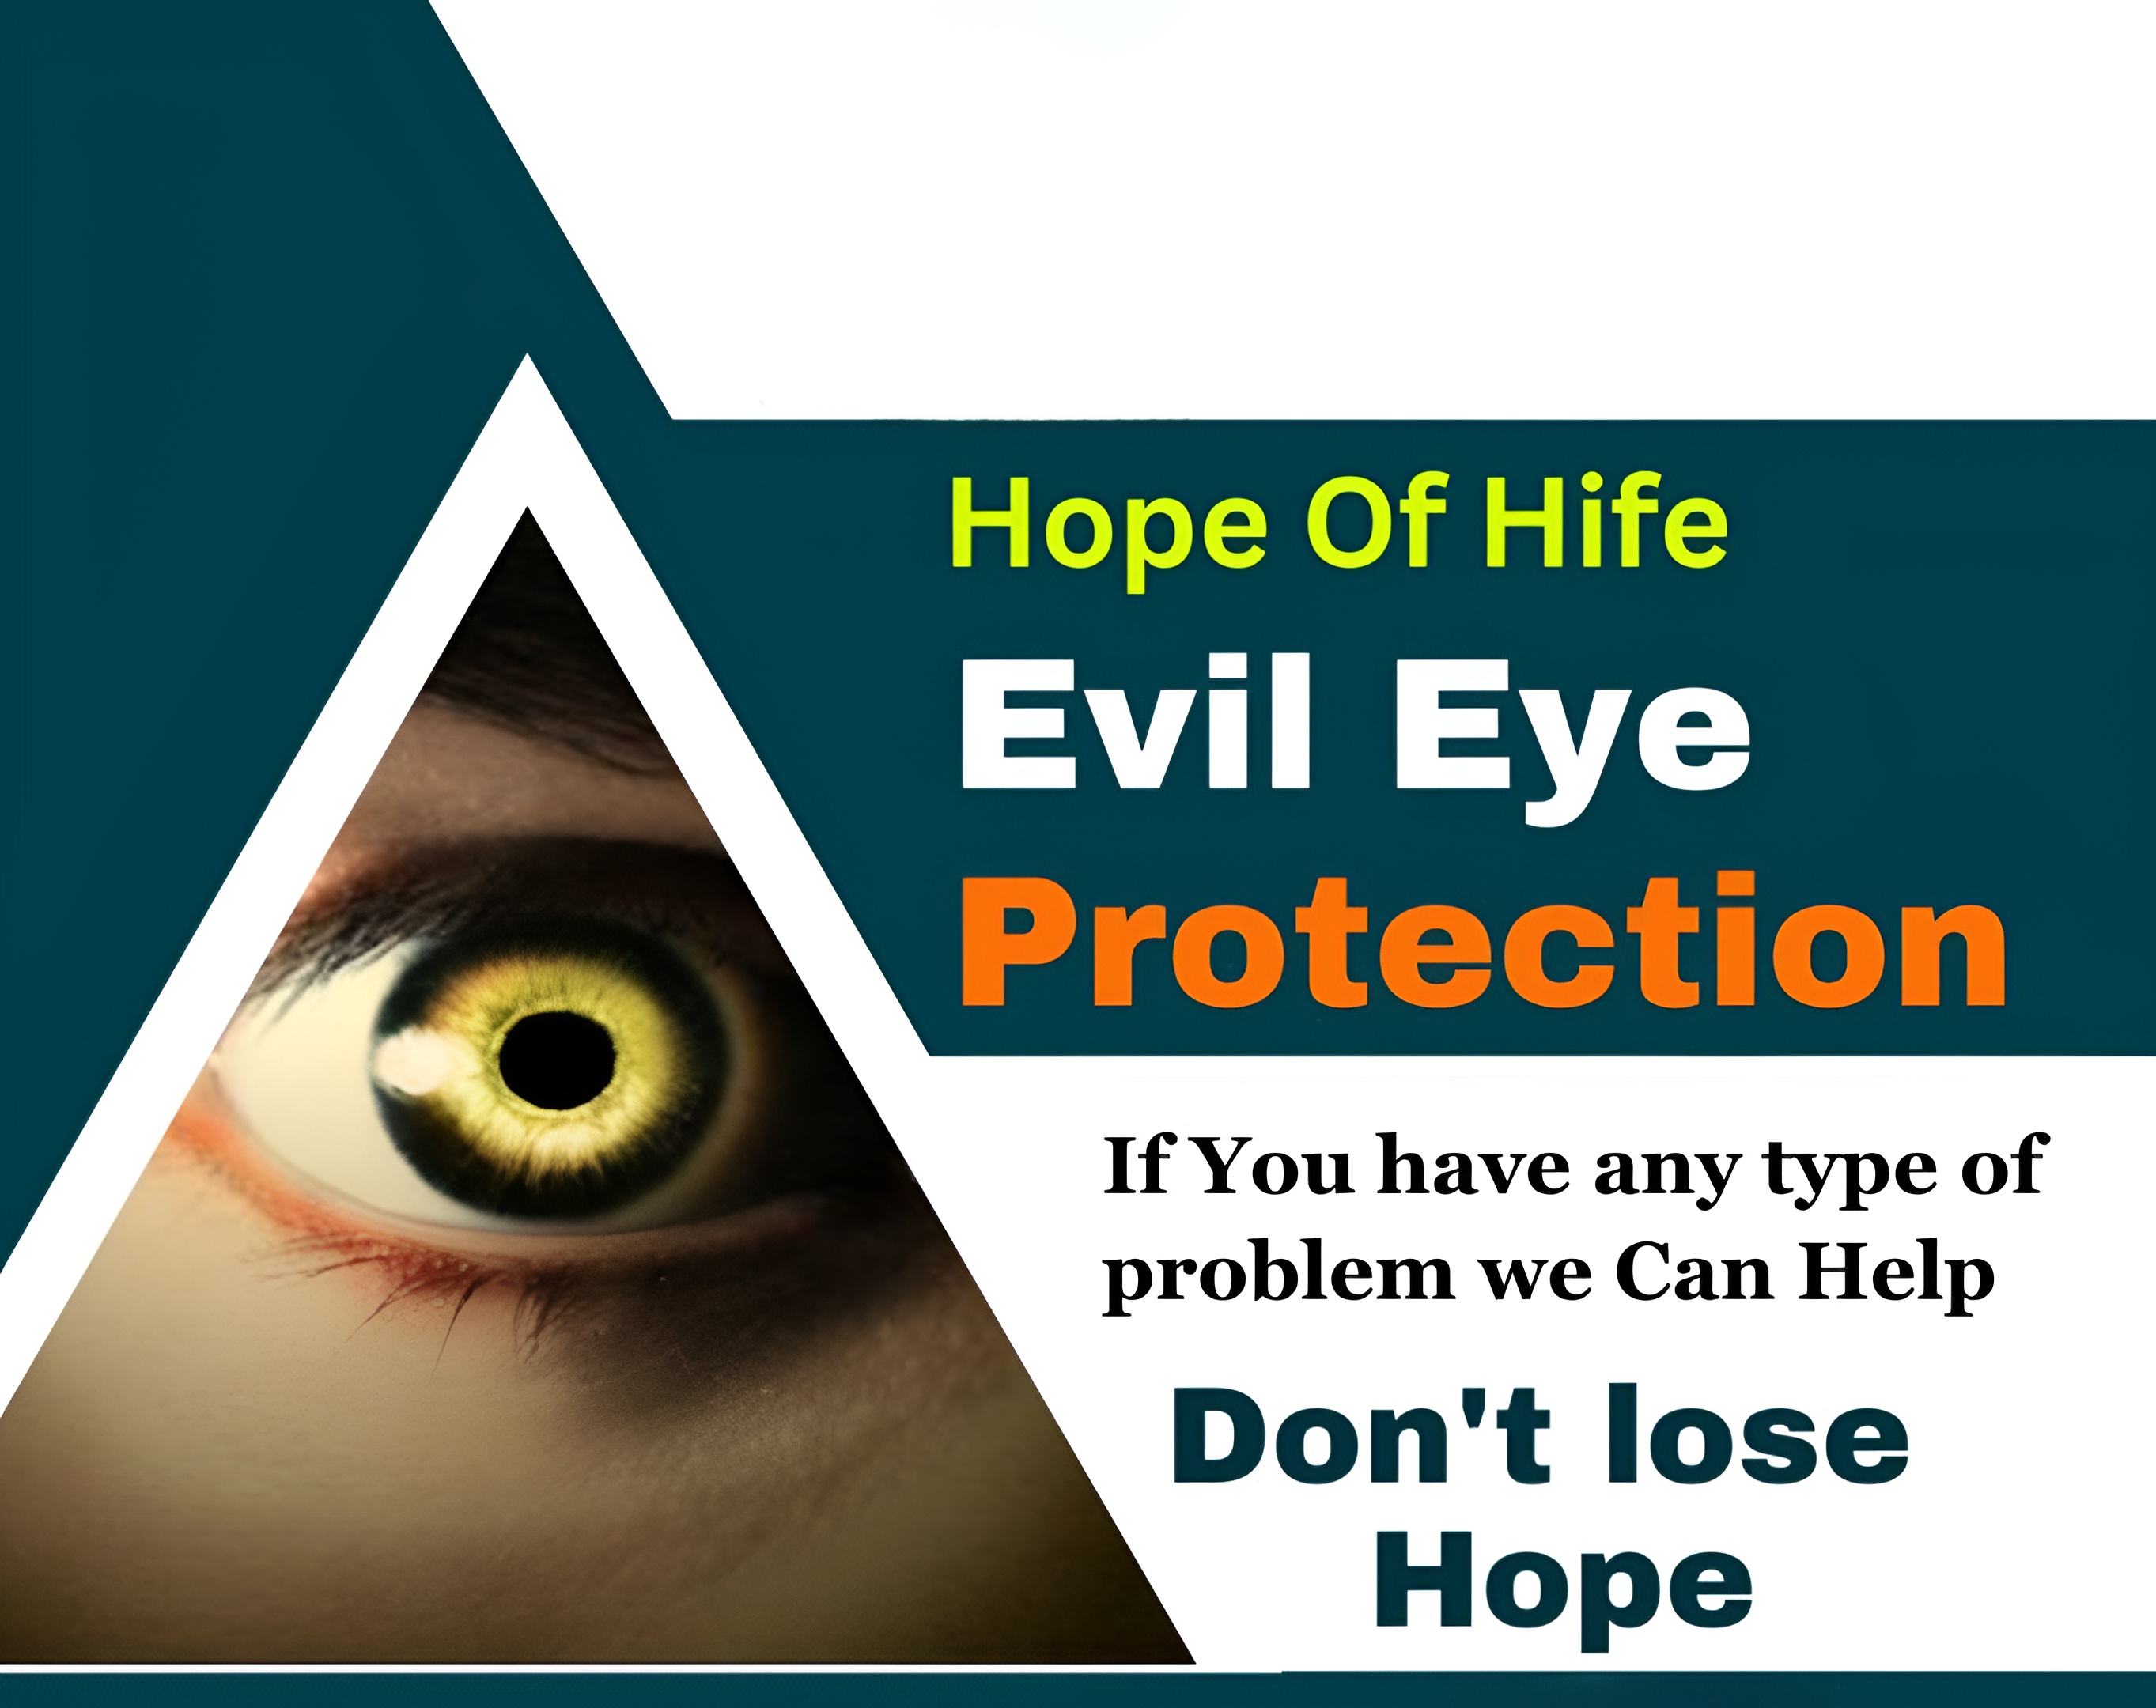 Hope Of Hife
Evil Eye
Protection
If You have any type of
problem we Can Help
Don't lose
Hope